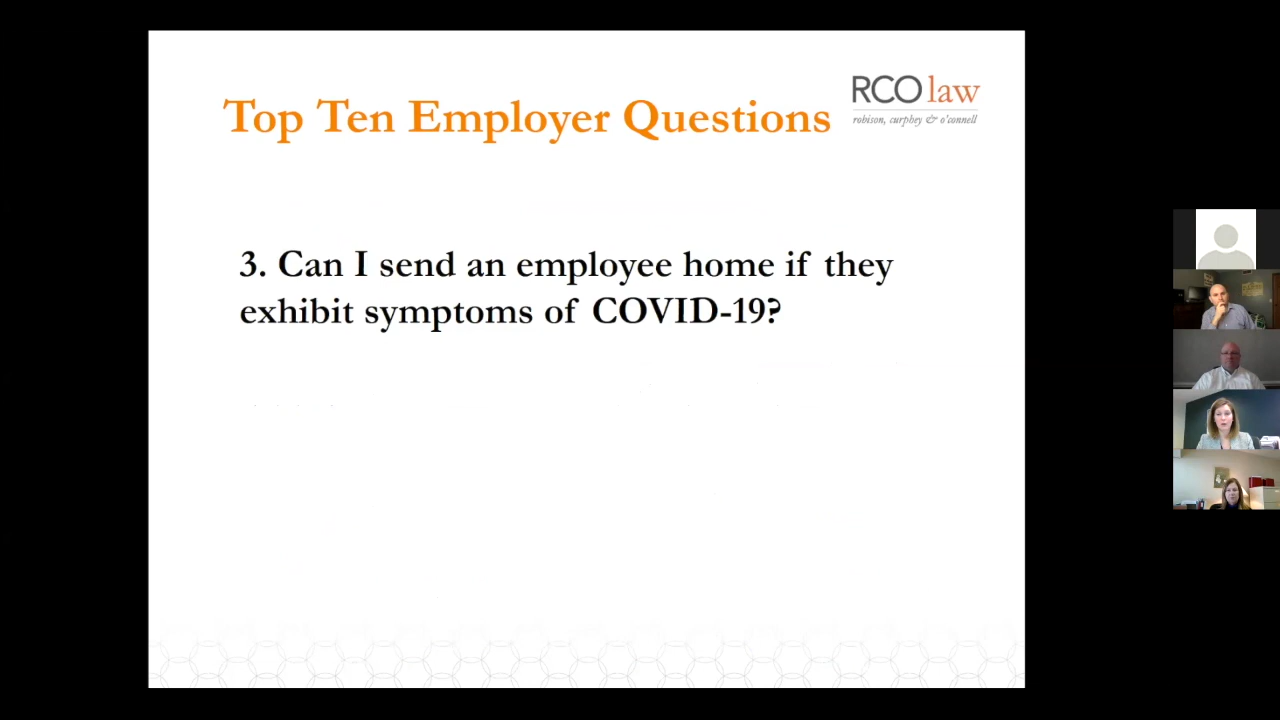 Top Ten Employer Questions
RCO law
robison, curphey & o'connell
3. Can I send an employee home if they
exhibit symptoms of COVID-19?